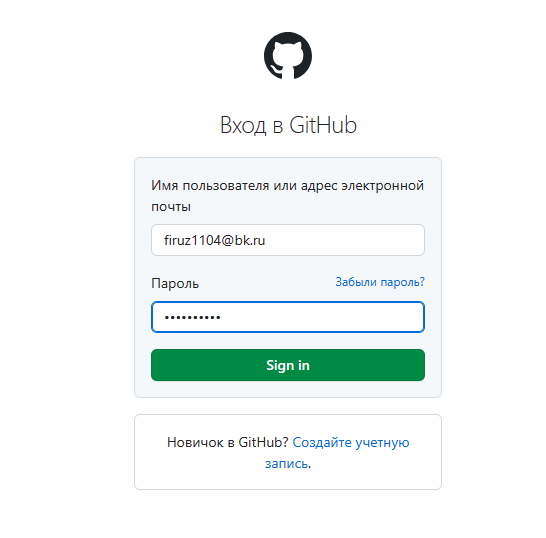 Вход в GitHub
Имя пользователя или адрес электронной
почты
firuz1104@bk.ru
Пароль
Забыли пароль?
••••••••••
Sign in
Новичок в GitHub? Создайте учетную
запись.